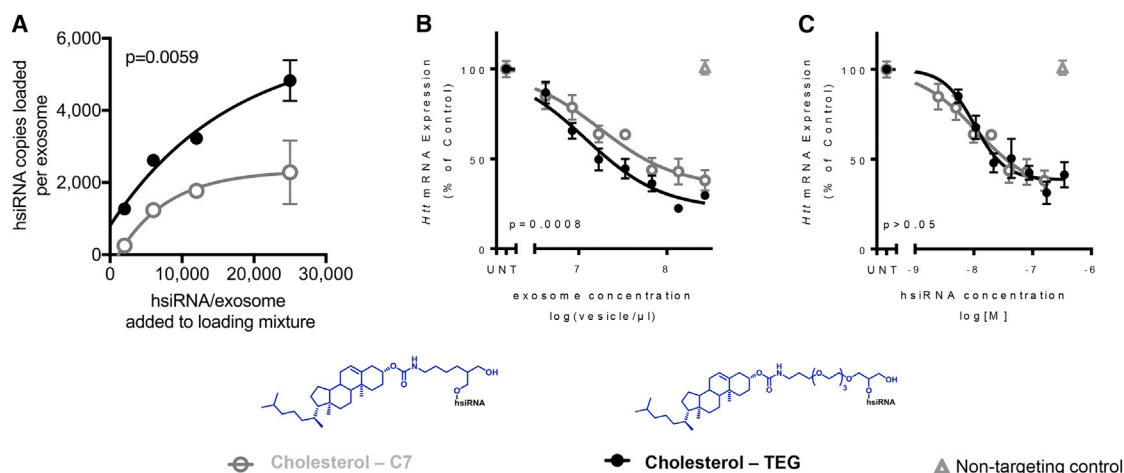 A
6,000
4,000
2,000
0
p=0.0059
hsiRNA copies loaded
per exosome
0 10,000 20,000 30,000
hsiRNA/exosome
added to loading mixture
B
100
50
0
Htt mRNA Expression
(% of Control)
p=0.0008
UNT 7 8
exosome concentration
log(vesicle/µl)
C
100
50
0
Htt mRNA Expression
(% of Control)
p>0.05
UNT -9 -8 -7 -6
hsiRNA concentration
log[M]
O
O
H
N
OH
O
hsiRNA
O
O
H
N
O
3
O
OH
O
hsiRNA
Cholesterol – C7
Cholesterol – TEG
Non-targeting control